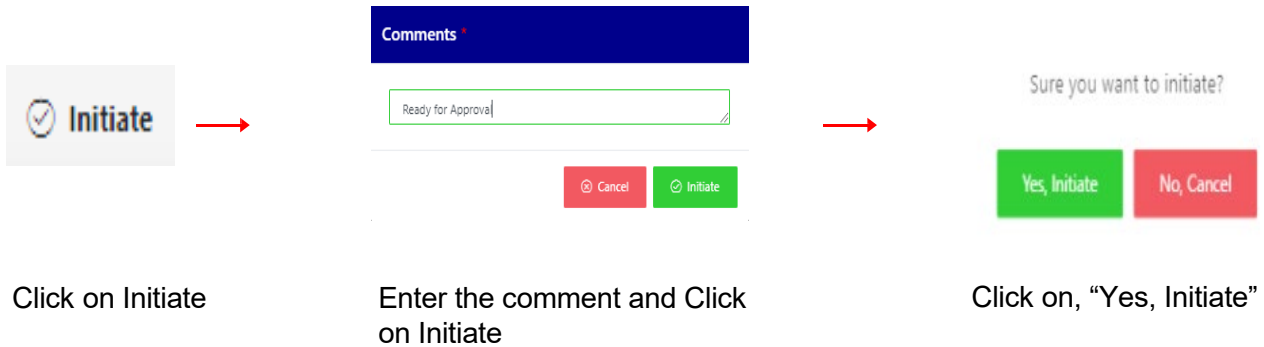 Initiate
Comments *
Ready for Approval
Cancel
Initiate
Sure you want to initiate?
Yes, Initiate
No, Cancel
Click on Initiate
Enter the comment and Click
on Initiate
Click on, “Yes, Initiate”